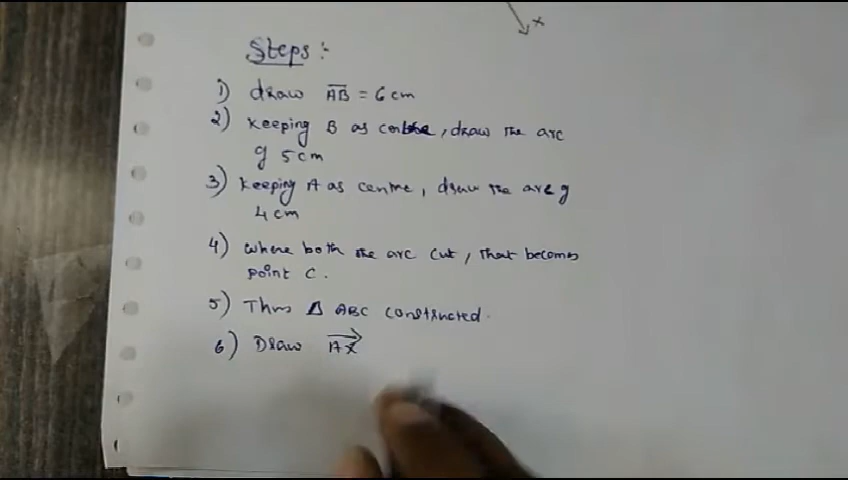 x
Steps :-
1) draw AB = 6 cm
2) Keeping B as centre, draw the arc
of 5 cm
3) Keeping A as centre, draw the arc of
4 cm
4) Where both the arc cut, that becomes
point C.
5) Thus Δ ABC constructed.
6) Draw AX